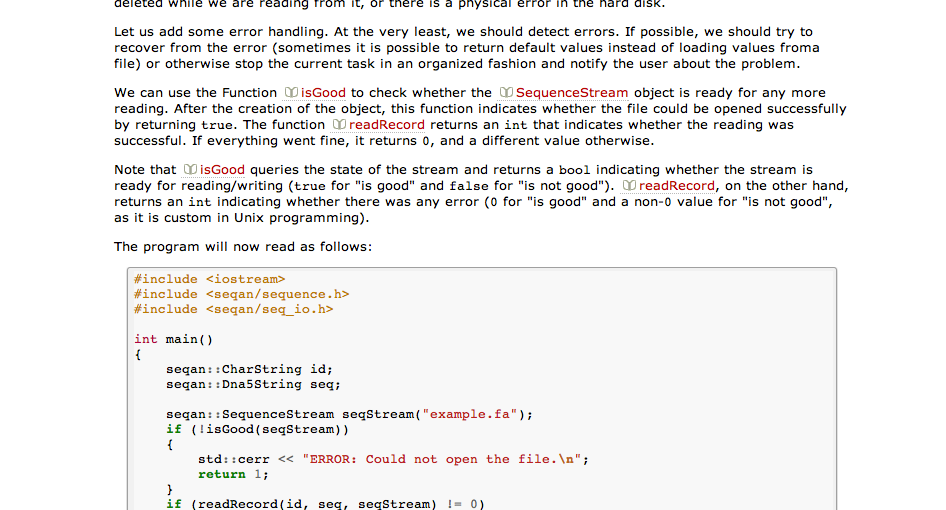 deleted while we are reading from it, or there is a physical error in the hard disk.
Let us add some error handling. At the very least, we should detect errors. If possible, we should try to
recover from the error (sometimes it is possible to return default values instead of loading values froma
file) or otherwise stop the current task in an organized fashion and notify the user about the problem.
We can use the Function isGood to check whether the SequenceStream object is ready for any more
reading. After the creation of the object, this function indicates whether the file could be opened successfully
by returning true. The function readRecord returns an int that indicates whether the reading was
successful. If everything went fine, it returns 0, and a different value otherwise.
Note that isGood queries the state of the stream and returns a bool indicating whether the stream is
ready for reading/writing (true for "is good" and false for "is not good"). readRecord, on the other hand,
returns an int indicating whether there was any error (0 for "is good" and a non-0 value for "is not good",
as it is custom in Unix programming).
The program will now read as follows:
#include <iostream>
#include <seqan/sequence.h>
#include <seqan/seq_io.h>
int main()
{
    seqan::CharString id;
    seqan::Dna5String seq;
    seqan::SequenceStream seqStream("example.fa");
    if (!isGood(seqStream))
    {
        std::cerr << "ERROR: Could not open the file.\n";
        return 1;
    }
    if (readRecord(id, seq, seqStream) != 0)